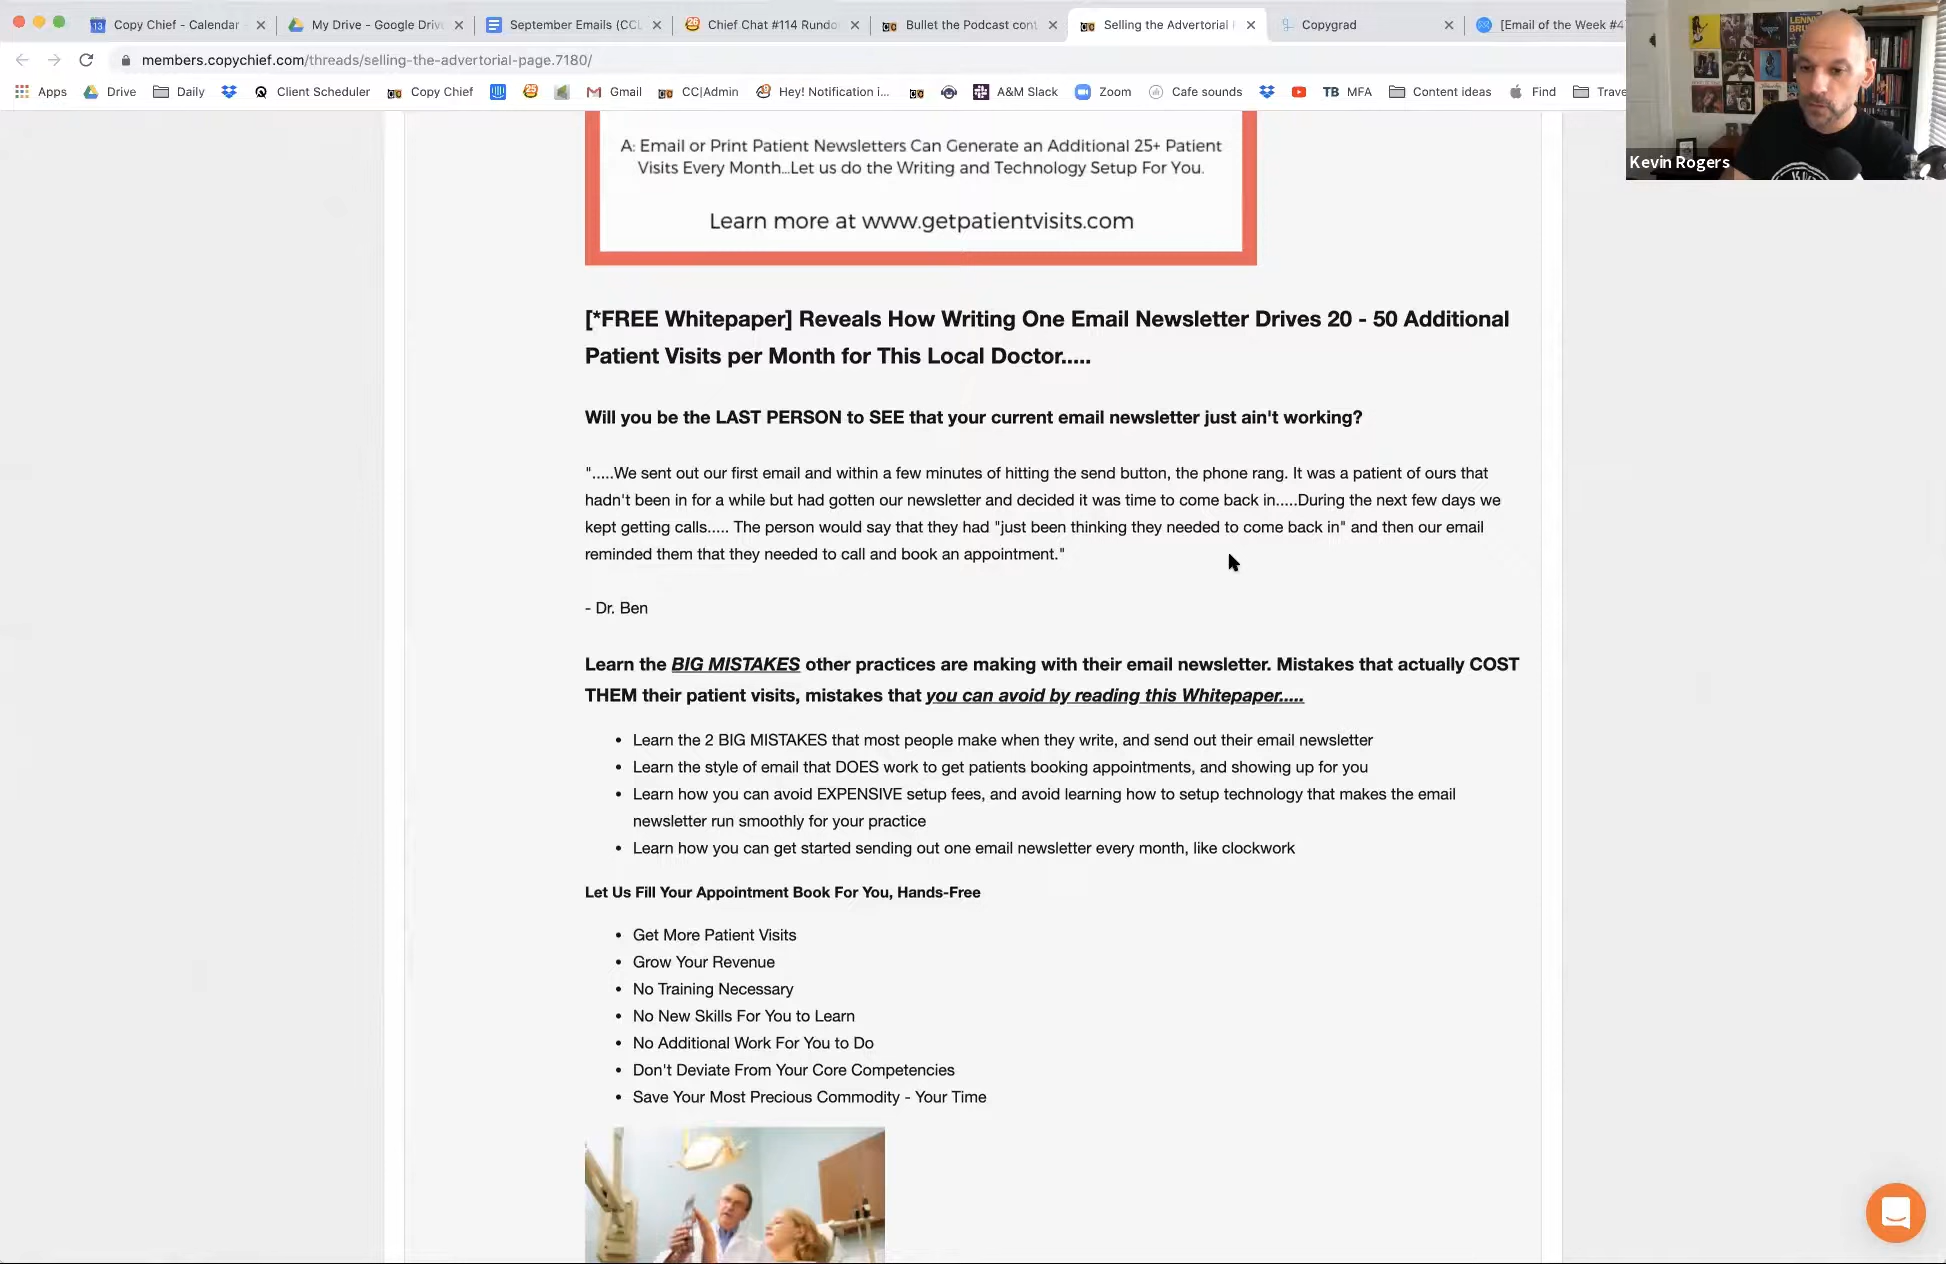 Copy Chief - Calendar
My Drive - Google Driv
September Emails (CCL
Chief Chat #114 Rundo
Bullet the Podcast cont
Selling the Advertorial
Copygrad
[Email of the Week #4
members.copychief.com/threads/selling-the-advertorial-page.7180/
Apps
Drive
Daily
Client Scheduler
Copy Chief
Gmail
CC|Admin
Hey! Notification i...
A&M Slack
Zoom
Cafe sounds
TB MFA
Content ideas
Find
Trave
Kevin Rogers
A: Email or Print Patient Newsletters Can Generate an Additional 25+ Patient
Visits Every Month...Let us do the Writing and Technology Setup For You.
Learn more at www.getpatientvisits.com
[*FREE Whitepaper] Reveals How Writing One Email Newsletter Drives 20 - 50 Additional
Patient Visits per Month for This Local Doctor.....
Will you be the LAST PERSON to SEE that your current email newsletter just ain't working?
".....We sent out our first email and within a few minutes of hitting the send button, the phone rang. It was a patient of ours that
hadn't been in for a while but had gotten our newsletter and decided it was time to come back in.....During the next few days we
kept getting calls..... The person would say that they had "just been thinking they needed to come back in" and then our email
reminded them that they needed to call and book an appointment."
- Dr. Ben
Learn the BIG MISTAKES other practices are making with their email newsletter. Mistakes that actually COST
THEM their patient visits, mistakes that you can avoid by reading this Whitepaper.....
• Learn the 2 BIG MISTAKES that most people make when they write, and send out their email newsletter
• Learn the style of email that DOES work to get patients booking appointments, and showing up for you
• Learn how you can avoid EXPENSIVE setup fees, and avoid learning how to setup technology that makes the email
newsletter run smoothly for your practice
• Learn how you can get started sending out one email newsletter every month, like clockwork
Let Us Fill Your Appointment Book For You, Hands-Free
• Get More Patient Visits
• Grow Your Revenue
• No Training Necessary
• No New Skills For You to Learn
• No Additional Work For You to Do
• Don't Deviate From Your Core Competencies
• Save Your Most Precious Commodity - Your Time